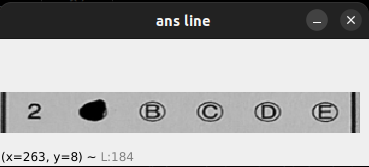 ans line
2 B C D E
(x=263, y=8) ~ L:184